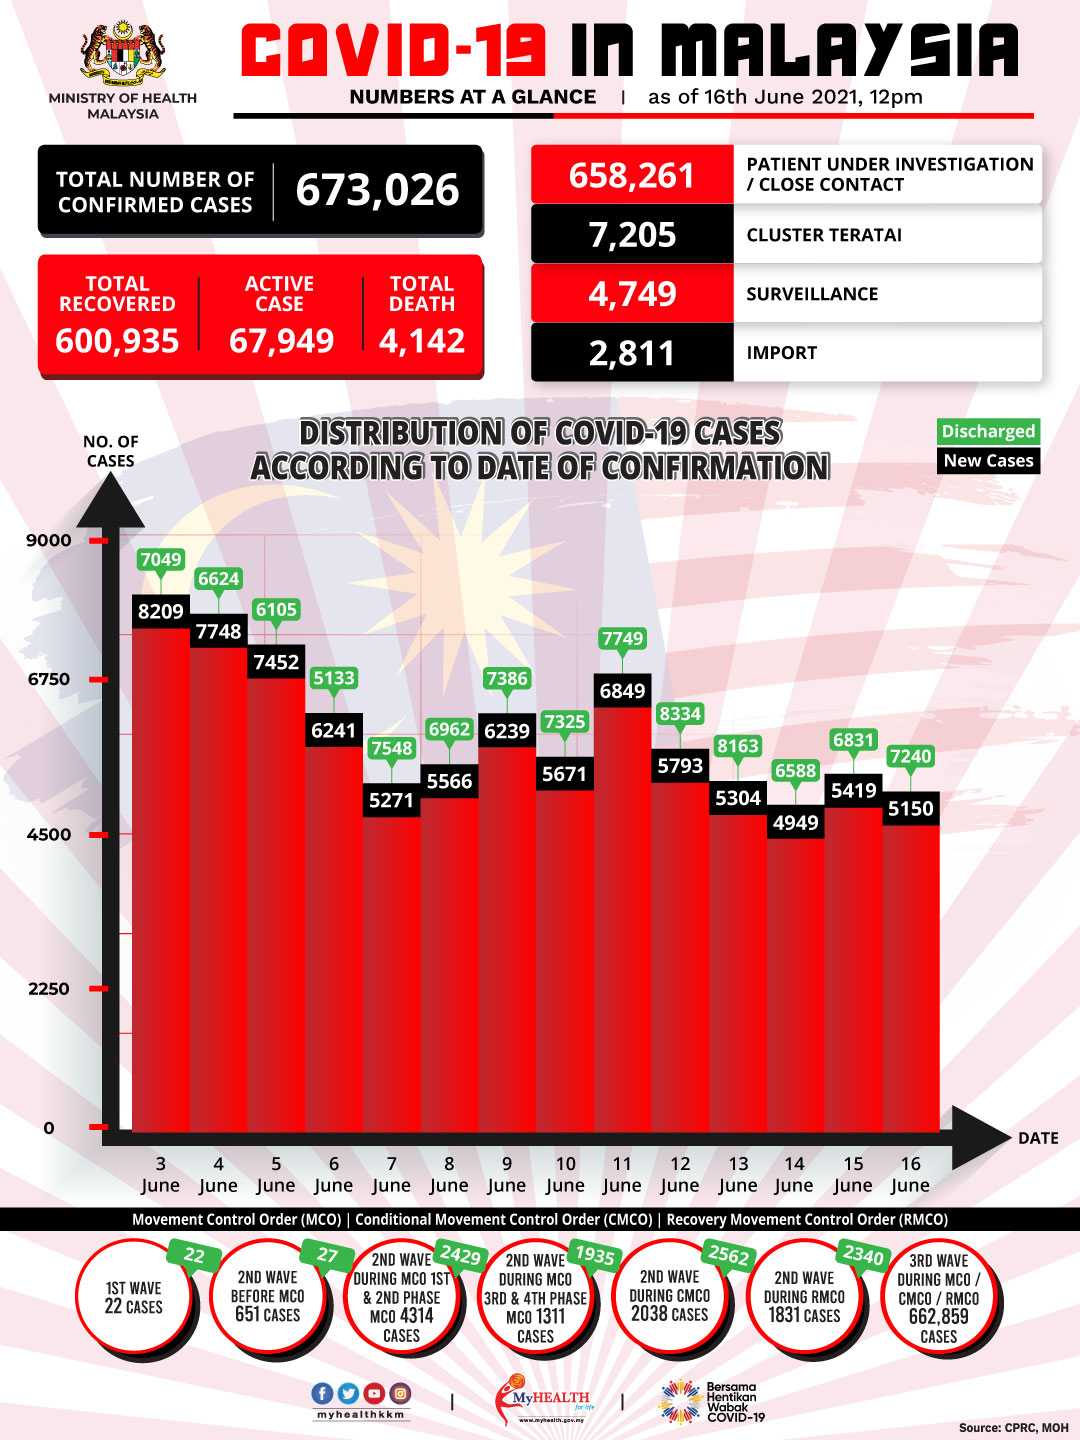 MINISTRY OF HEALTH
MALAYSIA
COVID-19 IN MALAYSIA
NUMBERS AT A GLANCE | as of 16th June 2021, 12pm
TOTAL NUMBER OF
CONFIRMED CASES
673,026
TOTAL
RECOVERED
600,935
ACTIVE
CASE
67,949
TOTAL
DEATH
4,142
658,261
PATIENT UNDER INVESTIGATION
/ CLOSE CONTACT
7,205
CLUSTER TERATAI
4,749
SURVEILLANCE
2,811
IMPORT
DISTRIBUTION OF COVID-19 CASES
ACCORDING TO DATE OF CONFIRMATION
Discharged
New Cases
NO. OF
CASES
9000
6750
4500
2250
0
7049
8209
6624
7748
6105
7452
5133
6241
7548
5271
6962
5566
7386
6239
7325
5671
7749
6849
8334
5793
8163
5304
6588
4949
6831
5419
7240
5150
3
June
4
June
5
June
6
June
7
June
8
June
9
June
10
June
11
June
12
June
13
June
14
June
15
June
16
June
DATE
Movement Control Order (MCO) | Conditional Movement Control Order (CMCO) | Recovery Movement Control Order (RMCO)
22
1ST WAVE
22 CASES
27
2ND WAVE
BEFORE MCO
651 CASES
2429
2ND WAVE
DURING MCO 1ST
& 2ND PHASE
MCO 4314
CASES
1935
2ND WAVE
DURING MCO
3RD & 4TH PHASE
MCO 1311
CASES
2562
2ND WAVE
DURING CMCO
2038 CASES
2340
2ND WAVE
DURING RMCO
1831 CASES
3RD WAVE
DURING MCO /
CMCO / RMCO
662,859
CASES
myhealthkkm
MyHEALTH
for life
www.myhealth.gov.my
Bersama
Hentikan
Wabak
COVID-19
Source: CPRC, MOH